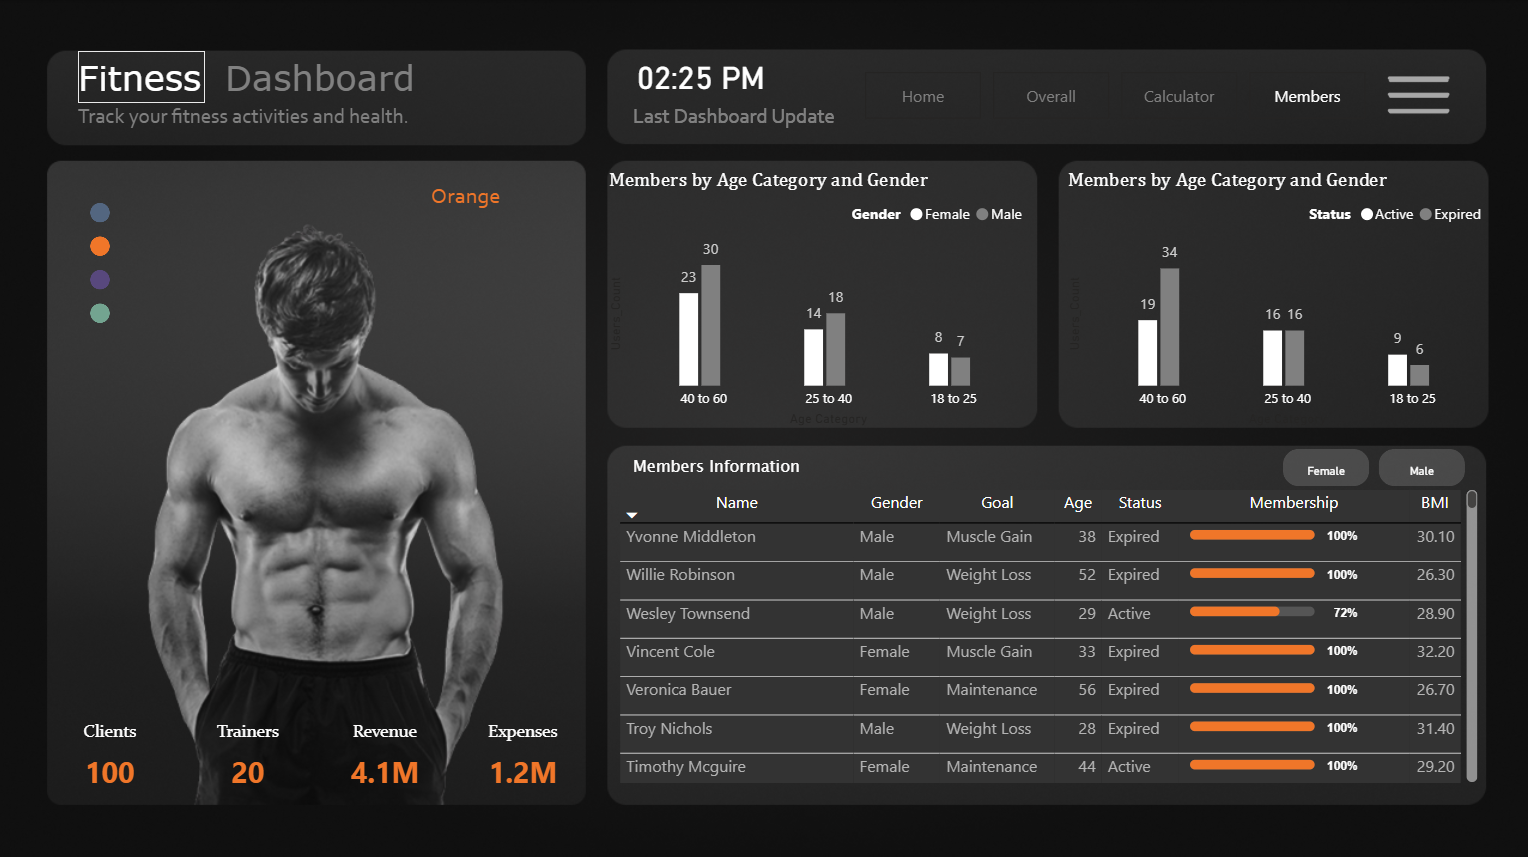 Fitness Dashboard
Track your fitness activities and health.
02:25 PM
Last Dashboard Update
Home
Overall
Calculator
Members
Orange
Clients
100
Trainers
20
Revenue
4.1M
Expenses
1.2M
Members by Age Category and Gender
Gender Female Male
Users_Count
23 30
14 18
8 7
40 to 60 25 to 40 18 to 25
Age Category
Members by Age Category and Gender
Status Active Expired
Users_Count
19 34
16 16
9 6
40 to 60 25 to 40 18 to 25
Members Information
Female
Male
Name Gender Goal Age Status Membership BMI
Yvonne Middleton Male Muscle Gain 38 Expired 100% 30.10
Willie Robinson Male Weight Loss 52 Expired 100% 26.30
Wesley Townsend Male Weight Loss 29 Active 72% 28.90
Vincent Cole Female Muscle Gain 33 Expired 100% 32.20
Veronica Bauer Female Maintenance 56 Expired 100% 26.70
Troy Nichols Male Weight Loss 28 Expired 100% 31.40
Timothy Mcguire Female Maintenance 44 Active 100% 29.20